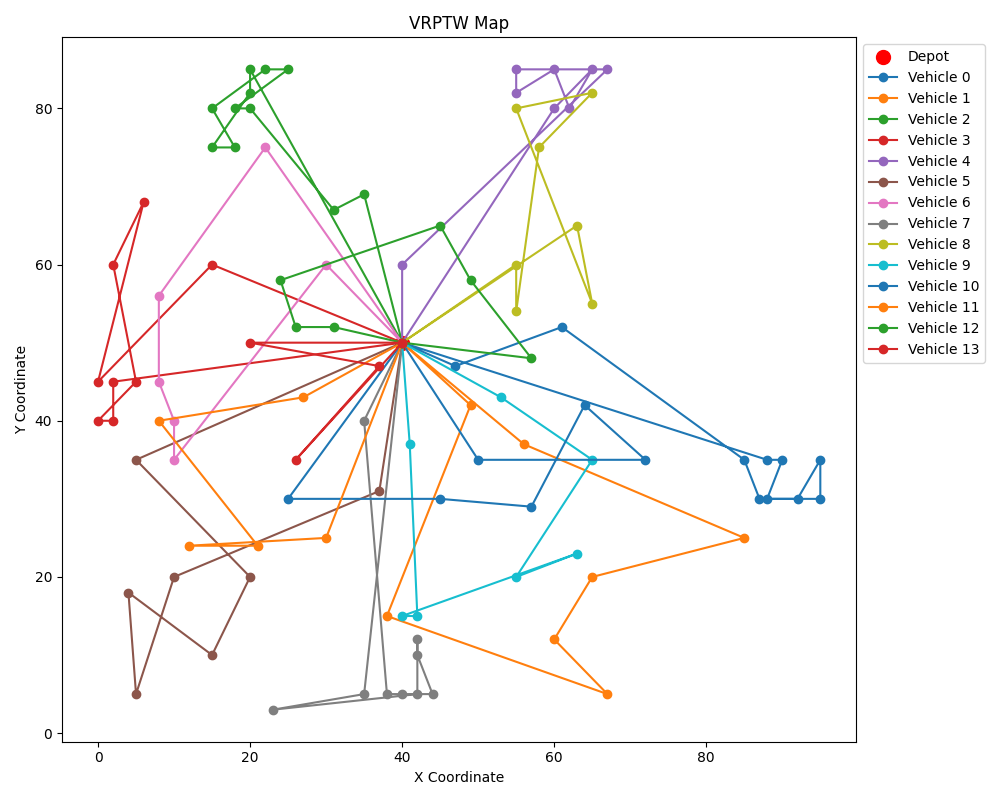 VRPTW Map
Y Coordinate
80
60
40
20
0
0
20
40
60
80
X Coordinate
Depot
Vehicle 0
Vehicle 1
Vehicle 2
Vehicle 3
Vehicle 4
Vehicle 5
Vehicle 6
Vehicle 7
Vehicle 8
Vehicle 9
Vehicle 10
Vehicle 11
Vehicle 12
Vehicle 13